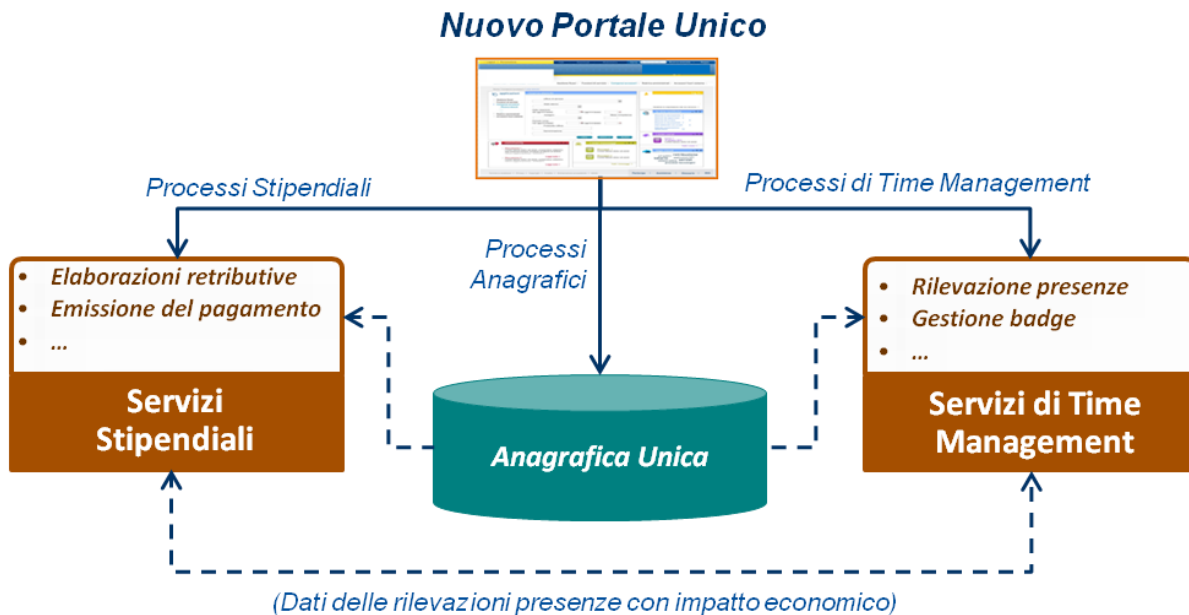 Nuovo Portale Unico
Processi Stipendiali
Processi di Time Management
Processi
Anagrafici
• Elaborazioni retributive
• Emissione del pagamento
• ...
Servizi
Stipendiali
• Rilevazione presenze
• Gestione badge
• ...
Servizi di Time
Management
Anagrafica Unica
(Dati delle rilevazioni presenze con impatto economico)